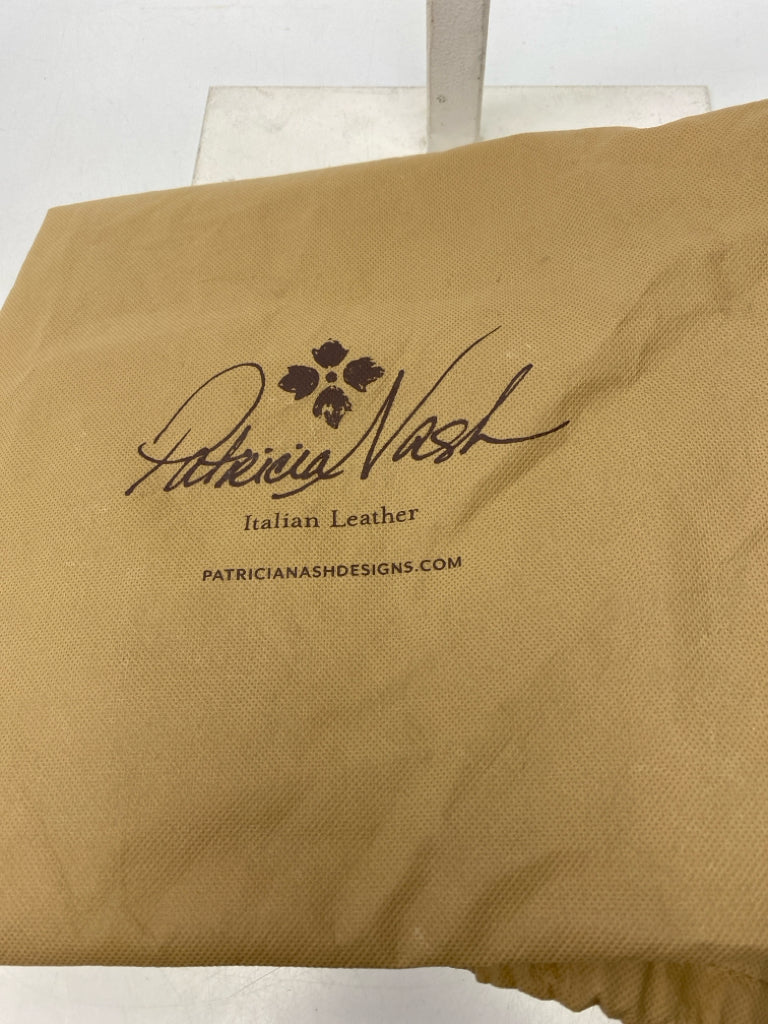 Patricia Nash
Italian Leather
PATRICIANASHDESIGNS.COM